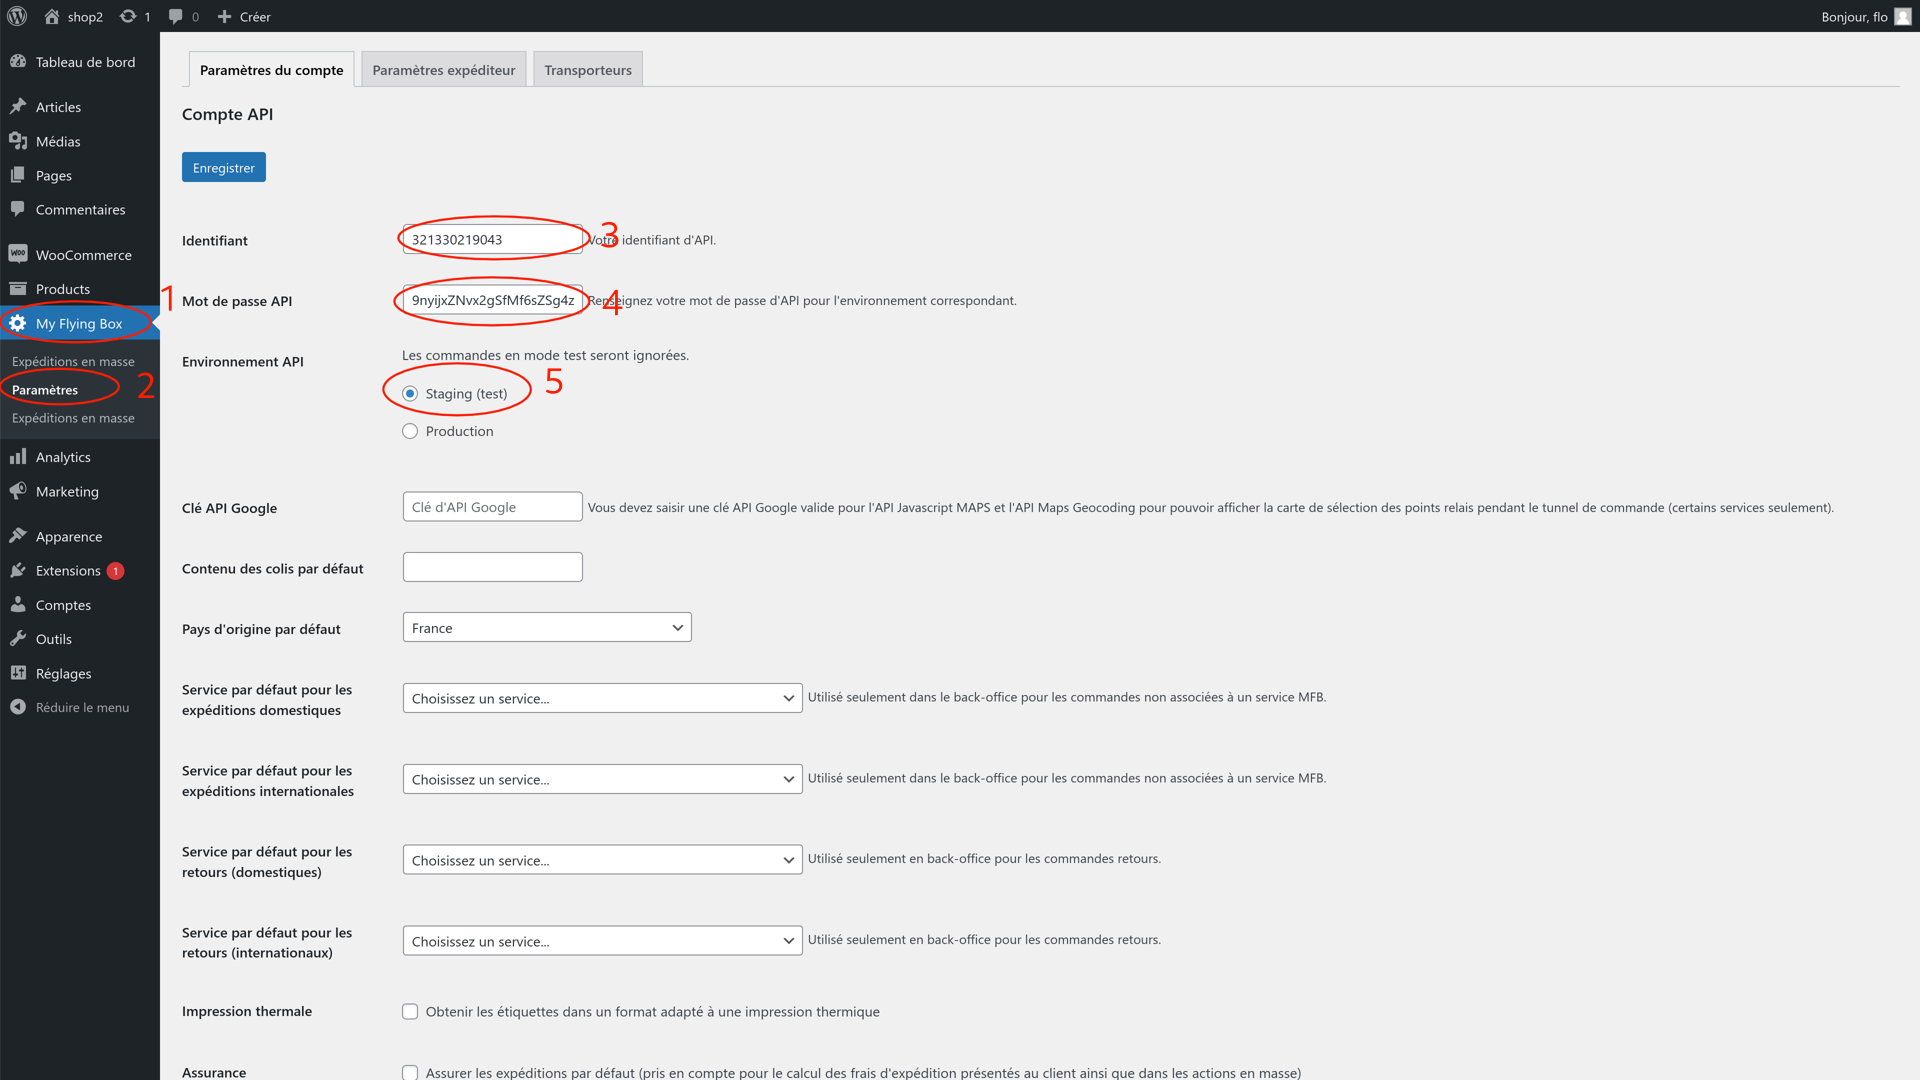 shop2
1
0
Créer
Bonjour, flo
Tableau de bord
Articles
Médias
Pages
Commentaires
WooCommerce
Products
My Flying Box
1
Expéditions en masse
Paramètres
2
Expéditions en masse
Analytics
Marketing
Apparence
Extensions 1
Comptes
Outils
Réglages
Réduire le menu
Paramètres du compte
Paramètres expéditeur
Transporteurs
Compte API
Enregistrer
Identifiant
321330219043
3
Votre identifiant d'API.
Mot de passe API
9nyijxZNvx2gSfMf6sZSg4z
4
Renseignez votre mot de passe d'API pour l'environnement correspondant.
Environnement API
Les commandes en mode test seront ignorées.
Staging (test)
5
Production
Clé API Google
Clé d'API Google
Vous devez saisir une clé API Google valide pour l'API Javascript MAPS et l'API Maps Geocoding pour pouvoir afficher la carte de sélection des points relais pendant le tunnel de commande (certains services seulement).
Contenu des colis par défaut
Pays d'origine par défaut
France
Service par défaut pour les
expéditions domestiques
Choisissez un service...
Utilisé seulement dans le back-office pour les commandes non associées à un service MFB.
Service par défaut pour les
expéditions internationales
Choisissez un service...
Utilisé seulement dans le back-office pour les commandes non associées à un service MFB.
Service par défaut pour les
retours (domestiques)
Choisissez un service...
Utilisé seulement en back-office pour les commandes retours.
Service par défaut pour les
retours (internationaux)
Choisissez un service...
Utilisé seulement en back-office pour les commandes retours.
Impression thermale
Obtenir les étiquettes dans un format adapté à une impression thermique
Assurance
Assurer les expéditions par défaut (pris en compte pour le calcul des frais d'expédition présentés au client ainsi que dans les actions en masse)